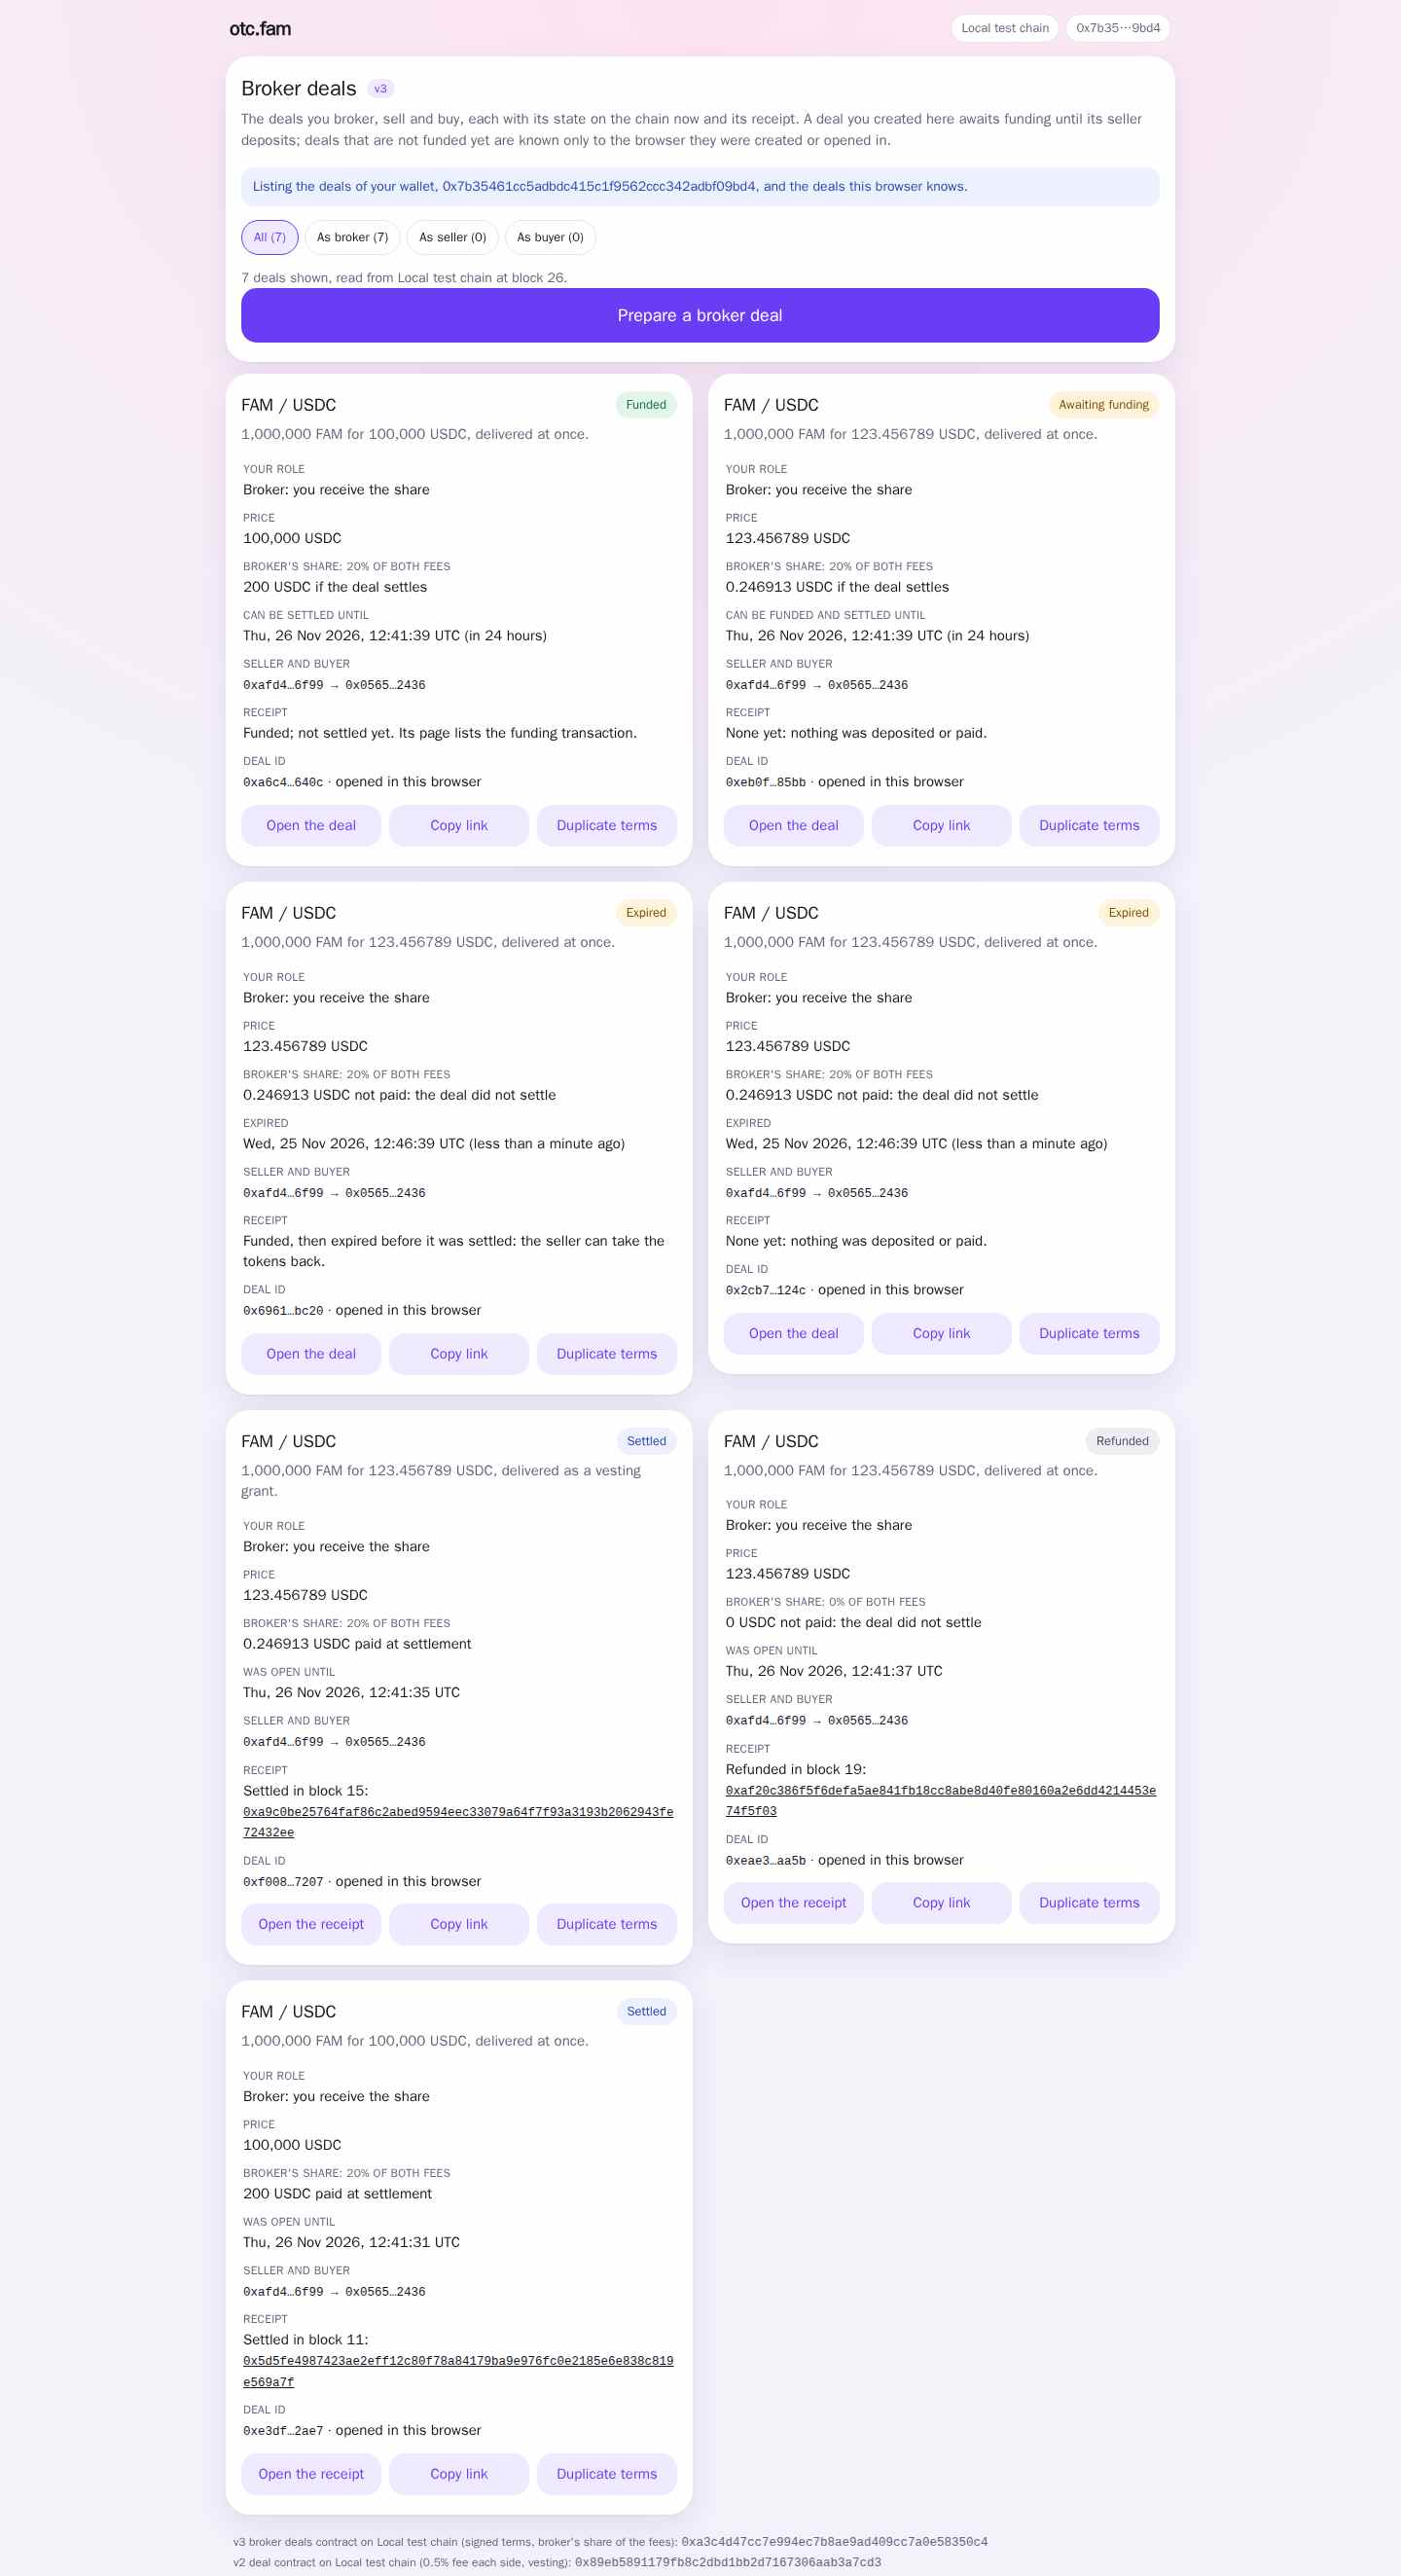 otc.fam
Local test chain
0x7b35···9bd4
Broker deals
v3
The deals you broker, sell and buy, each with its state on the chain now and its receipt. A deal you created here awaits funding until its seller
deposits; deals that are not funded yet are known only to the browser they were created or opened in.
Listing the deals of your wallet, 0x7b35461cc5adbdc415c1f9562ccc342adbf09bd4, and the deals this browser knows.
All (7)
As broker (7)
As seller (0)
As buyer (0)
7 deals shown, read from Local test chain at block 26.
Prepare a broker deal
FAM / USDC
Funded
1,000,000 FAM for 100,000 USDC, delivered at once.
YOUR ROLE
Broker: you receive the share
PRICE
100,000 USDC
BROKER'S SHARE: 20% OF BOTH FEES
200 USDC if the deal settles
CAN BE SETTLED UNTIL
Thu, 26 Nov 2026, 12:41:39 UTC (in 24 hours)
SELLER AND BUYER
0xafd4…6f99 → 0x0565…2436
RECEIPT
Funded; not settled yet. Its page lists the funding transaction.
DEAL ID
0xa6c4…640c · opened in this browser
Open the deal
Copy link
Duplicate terms
FAM / USDC
Awaiting funding
1,000,000 FAM for 123.456789 USDC, delivered at once.
YOUR ROLE
Broker: you receive the share
PRICE
123.456789 USDC
BROKER'S SHARE: 20% OF BOTH FEES
0.246913 USDC if the deal settles
CAN BE FUNDED AND SETTLED UNTIL
Thu, 26 Nov 2026, 12:41:39 UTC (in 24 hours)
SELLER AND BUYER
0xafd4…6f99 → 0x0565…2436
RECEIPT
None yet: nothing was deposited or paid.
DEAL ID
0xeb0f…85bb · opened in this browser
Open the deal
Copy link
Duplicate terms
FAM / USDC
Expired
1,000,000 FAM for 123.456789 USDC, delivered at once.
YOUR ROLE
Broker: you receive the share
PRICE
123.456789 USDC
BROKER'S SHARE: 20% OF BOTH FEES
0.246913 USDC not paid: the deal did not settle
EXPIRED
Wed, 25 Nov 2026, 12:46:39 UTC (less than a minute ago)
SELLER AND BUYER
0xafd4…6f99 → 0x0565…2436
RECEIPT
Funded, then expired before it was settled: the seller can take the
tokens back.
DEAL ID
0x6961…bc20 · opened in this browser
Open the deal
Copy link
Duplicate terms
FAM / USDC
Expired
1,000,000 FAM for 123.456789 USDC, delivered at once.
YOUR ROLE
Broker: you receive the share
PRICE
123.456789 USDC
BROKER'S SHARE: 20% OF BOTH FEES
0.246913 USDC not paid: the deal did not settle
EXPIRED
Wed, 25 Nov 2026, 12:46:39 UTC (less than a minute ago)
SELLER AND BUYER
0xafd4…6f99 → 0x0565…2436
RECEIPT
None yet: nothing was deposited or paid.
DEAL ID
0x2cb7…124c · opened in this browser
Open the deal
Copy link
Duplicate terms
FAM / USDC
Settled
1,000,000 FAM for 123.456789 USDC, delivered as a vesting
grant.
YOUR ROLE
Broker: you receive the share
PRICE
123.456789 USDC
BROKER'S SHARE: 20% OF BOTH FEES
0.246913 USDC paid at settlement
WAS OPEN UNTIL
Thu, 26 Nov 2026, 12:41:35 UTC
SELLER AND BUYER
0xafd4…6f99 → 0x0565…2436
RECEIPT
Settled in block 15:
0xa9c0be25764faf86c2abed9594eec33079a64f7f93a3193b2062943fe
72432ee
DEAL ID
0xf008…7207 · opened in this browser
Open the receipt
Copy link
Duplicate terms
FAM / USDC
Refunded
1,000,000 FAM for 123.456789 USDC, delivered at once.
YOUR ROLE
Broker: you receive the share
PRICE
123.456789 USDC
BROKER'S SHARE: 0% OF BOTH FEES
0 USDC not paid: the deal did not settle
WAS OPEN UNTIL
Thu, 26 Nov 2026, 12:41:37 UTC
SELLER AND BUYER
0xafd4…6f99 → 0x0565…2436
RECEIPT
Refunded in block 19:
0xaf20c386f5f6defa5ae841fb18cc8abe8d40fe80160a2e6dd4214453e
74f5f03
DEAL ID
0xeae3…aa5b · opened in this browser
Open the receipt
Copy link
Duplicate terms
FAM / USDC
Settled
1,000,000 FAM for 100,000 USDC, delivered at once.
YOUR ROLE
Broker: you receive the share
PRICE
100,000 USDC
BROKER'S SHARE: 20% OF BOTH FEES
200 USDC paid at settlement
WAS OPEN UNTIL
Thu, 26 Nov 2026, 12:41:31 UTC
SELLER AND BUYER
0xafd4…6f99 → 0x0565…2436
RECEIPT
Settled in block 11:
0x5d5fe4987423ae2eff12c80f78a84179ba9e976fc0e2185e6e838c819
e569a7f
DEAL ID
0xe3df…2ae7 · opened in this browser
Open the receipt
Copy link
Duplicate terms
v3 broker deals contract on Local test chain (signed terms, broker's share of the fees): 0xa3c4d47cc7e994ec7b8ae9ad409cc7a0e58350c4
v2 deal contract on Local test chain (0.5% fee each side, vesting): 0x89eb5891179fb8c2dbd1bb2d7167306aab3a7cd3